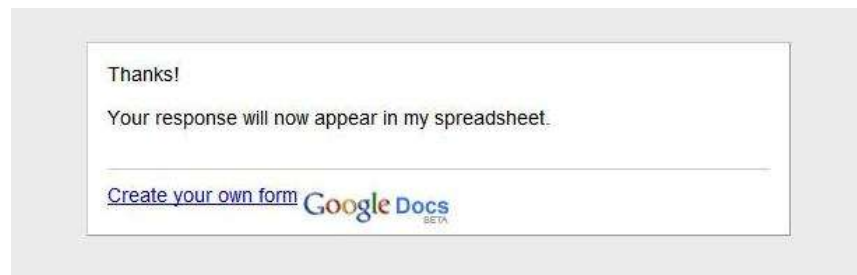 Thanks!
Your response will now appear in my spreadsheet.
Create your own form Google Docs
BETA